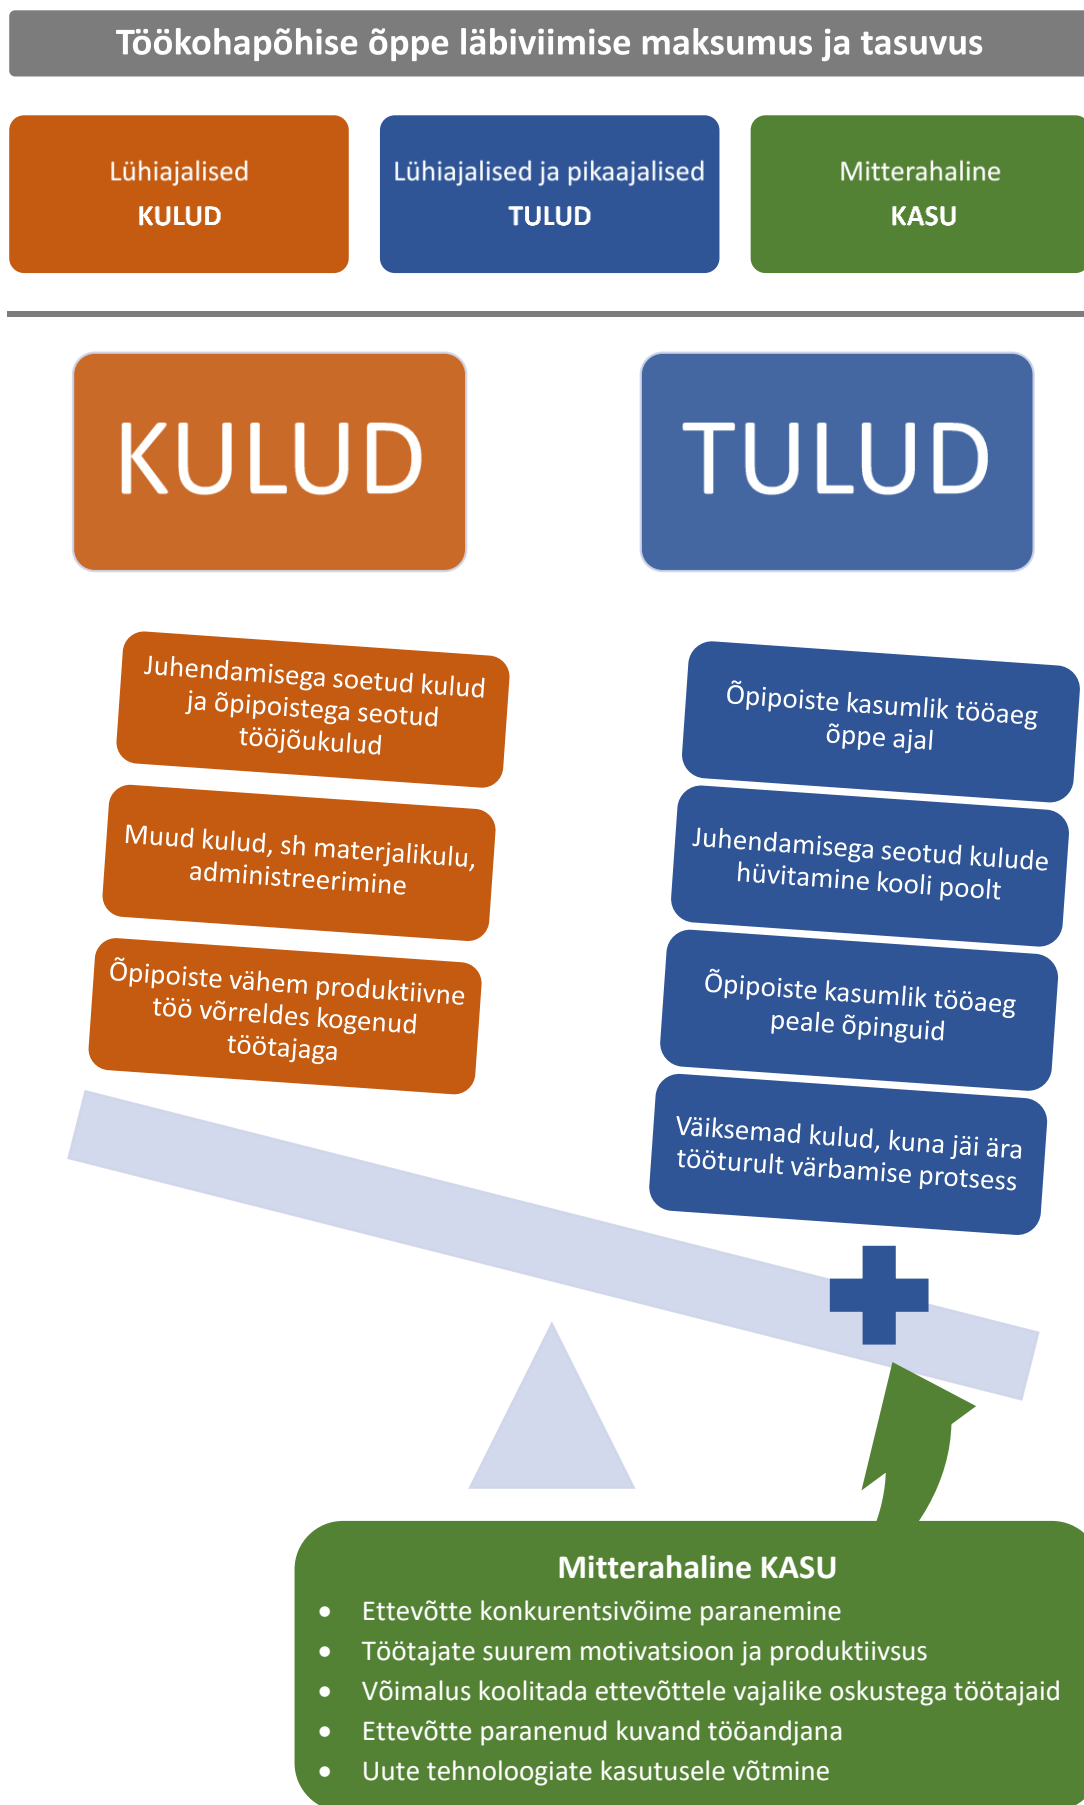 Töökohapõhise õppe läbiviimise maksumus ja tasuvus
Lühiajalised
KULUD
Lühiajalised ja pikaajalised
TULUD
Mitterahaline
KASU
KULUD
TULUD
Juhendamisega soetud kulud
ja õpipoistega seotud
tööjõukulud
Muud kulud, sh materjalikulu,
administreerimine
Õpipoiste vähem produktiivne
töö võrreldes kogenud
töötajaga
Õpipoiste kasumlik tööaeg
õppe ajal
Juhendamisega seotud kulude
hüvitamine kooli poolt
Õpipoiste kasumlik tööaeg
peale õpinguid
Väiksemad kulud, kuna jäi ära
tööturult värbamise protsess
Mitterahaline KASU
• Ettevõtte konkurentsivõime paranemine
• Töötajate suurem motivatsioon ja produktiivsus
• Võimalus koolitada ettevõttele vajalike oskustega töötajaid
• Ettevõtte paranenud kuvand tööandjana
• Uute tehnoloogiate kasutusele võtmine